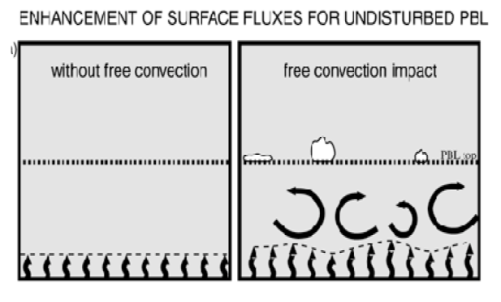 ENHANCEMENT OF SURFACE FLUXES FOR UNDISTURBED PBL
without free convection
free convection impact
PBL top